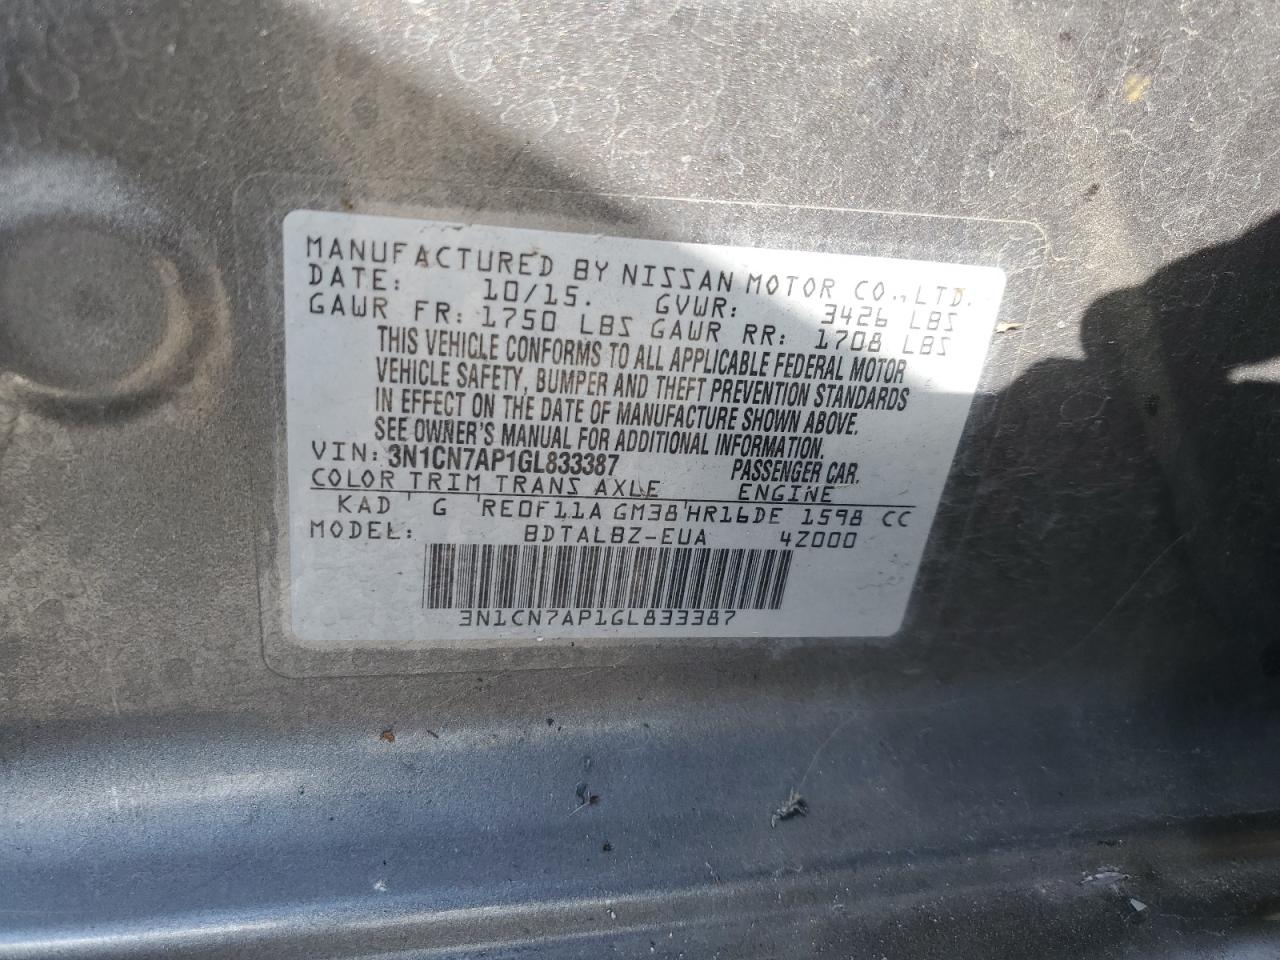 MANUFACTURED BY NISSAN MOTOR CO., LTD.
DATE: 10/15. GVWR: 3426 LBS
GAWR FR: 1750 LBS GAWR RR: 1708 LBS
THIS VEHICLE CONFORMS TO ALL APPLICABLE FEDERAL MOTOR
VEHICLE SAFETY, BUMPER AND THEFT PREVENTION STANDARDS
IN EFFECT ON THE DATE OF MANUFACTURE SHOWN ABOVE.
SEE OWNER'S MANUAL FOR ADDITIONAL INFORMATION.
VIN: 3N1CN7AP1GL833387 PASSENGER CAR.
COLOR TRIM TRANS AXLE ENGINE
KAD ' G 'RE0F11A GM38'HR16DE 1598 CC
MODEL: BDTALBZ-EUA 4Z000
3N1CN7AP1GL833387